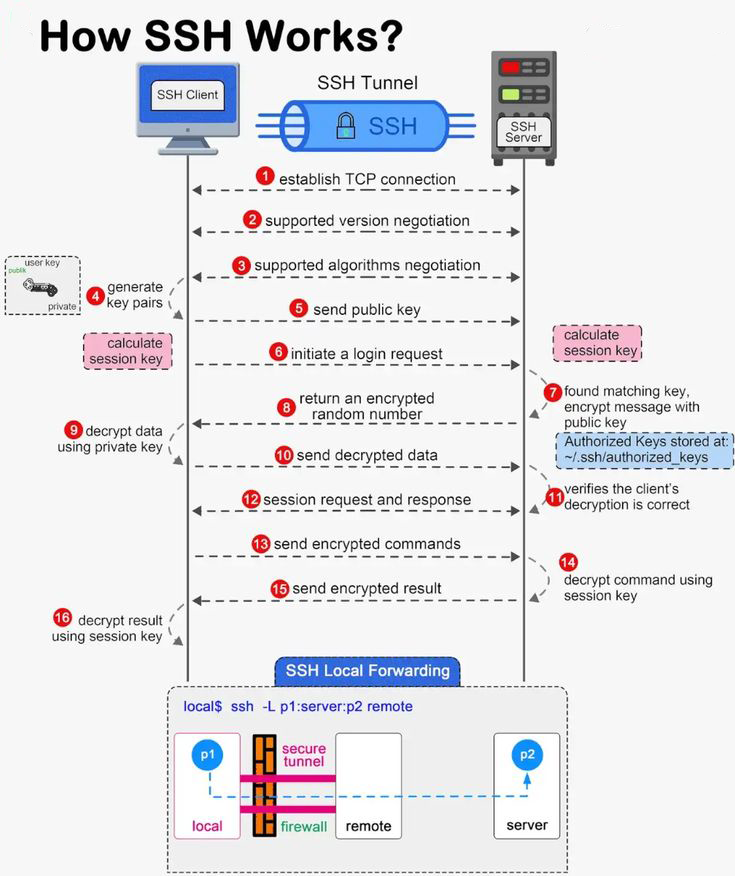 How SSH Works?
SSH Client
SSH Tunnel
SSH
SSH
Server
1 establish TCP connection
2 supported version negotiation
3 supported algorithms negotiation
user key
publik
private
4 generate
key pairs
5 send public key
calculate
session key
6 initiate a login request
calculate
session key
7 found matching key,
encrypt message with
public key
8 return an encrypted
random number
9 decrypt data
using private key
Authorized Keys stored at:
~/.ssh/authorized_keys
10 send decrypted data
11 verifies the client's
decryption is correct
12 session request and response
13 send encrypted commands
14
decrypt command using
session key
15 send encrypted result
16 decrypt result
using session key
SSH Local Forwarding
local$ ssh -L p1:server:p2 remote
p1
secure
tunnel
p2
local
firewall
remote
server